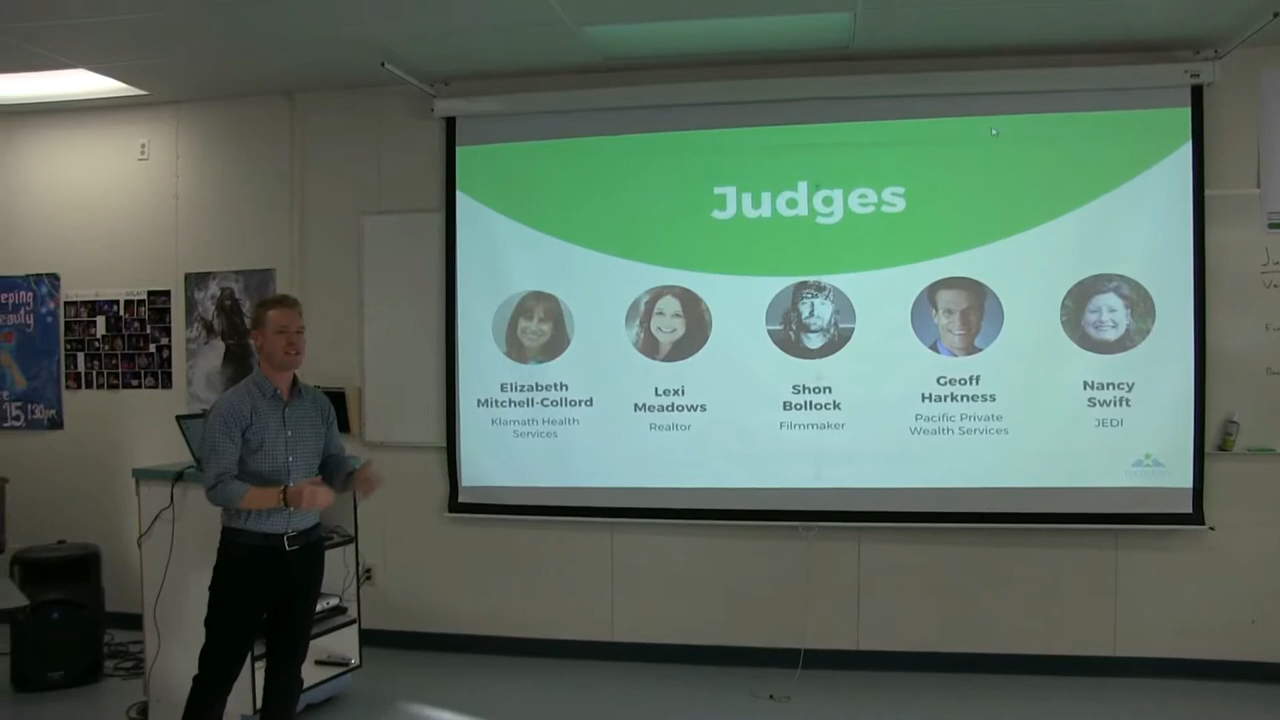 Judges
Elizabeth
Mitchell-Collord
Klamath Health
Services
Lexi
Meadows
Realtor
Shon
Bollock
Filmmaker
Geoff
Harkness
Pacific Private
Wealth Services
Nancy
Swift
JEDI
eping
eauty
15, 1:30pm